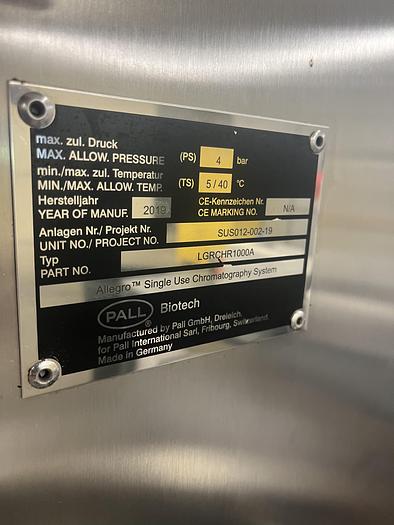 max. zul. Druck
MAX. ALLOW. PRESSURE (PS) 4 bar
min./max. zul. Temperatur
MIN./MAX. ALLOW. TEMP. (TS) 5 / 40 °C
Herstelljahr CE-Kennzeichen Nr.
YEAR OF MANUF. 2019 CE MARKING NO. N/A
Anlagen Nr./ Projekt Nr.
UNIT NO./ PROJECT NO. SUS012-002-19
Typ
PART NO. LGRCHR1000A
Allegro™ Single Use Chromatography System
PALL® Biotech
Manufactured by Pall GmbH, Dreieich.
for Pall International Sarl, Fribourg, Switzerland.
Made in Germany